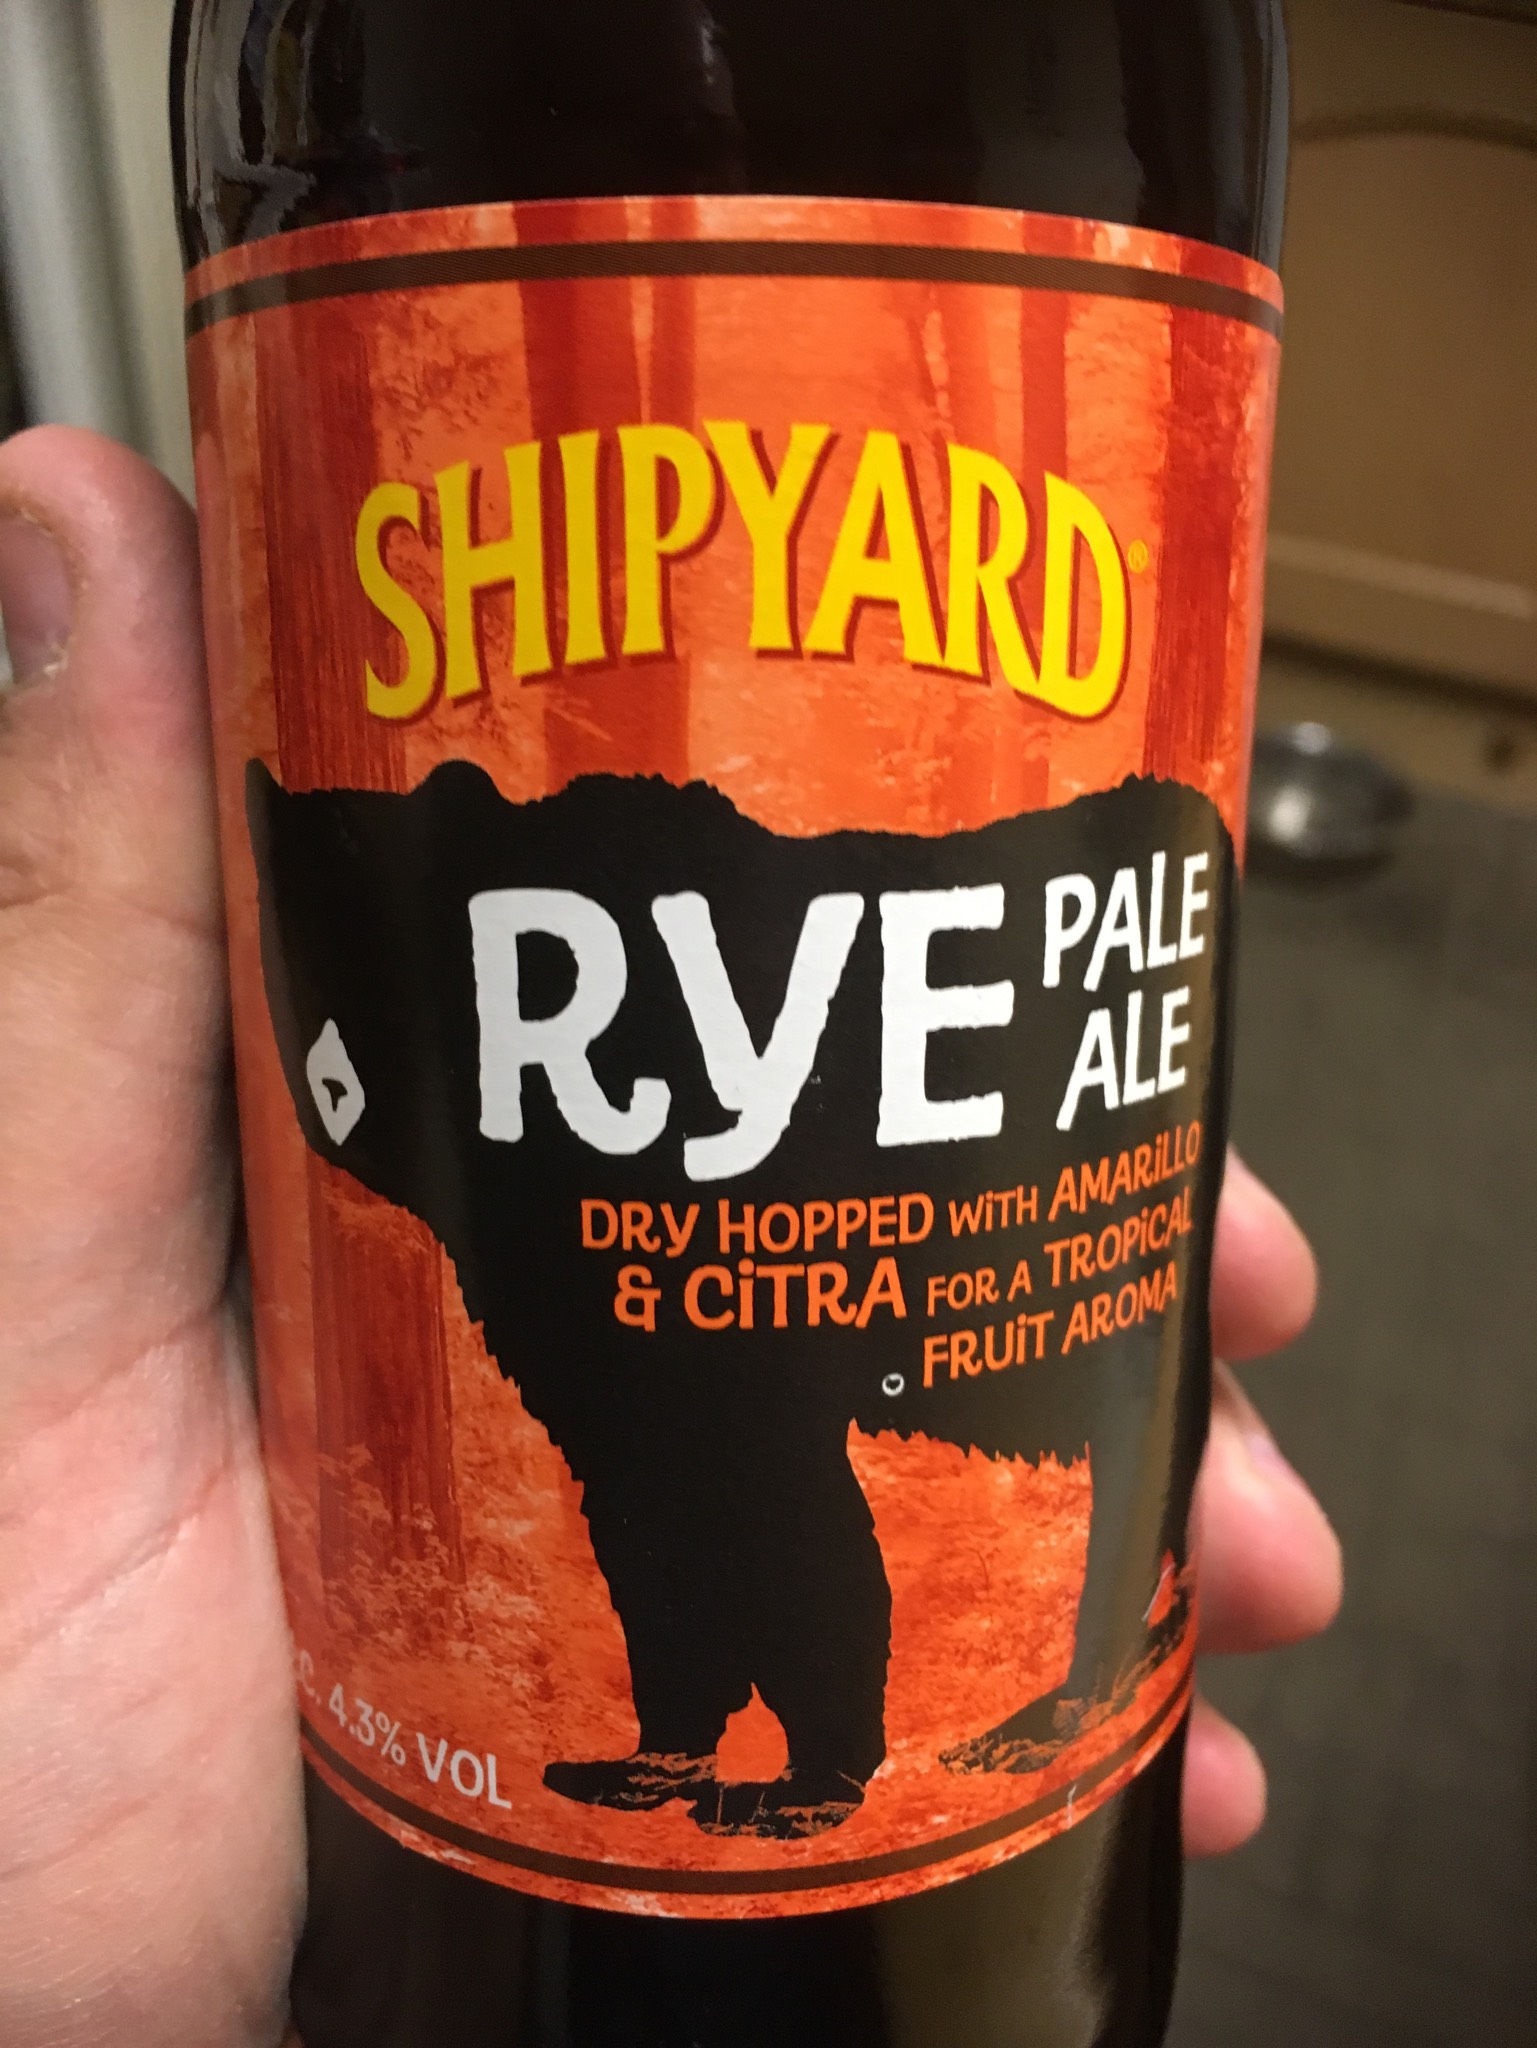 SHIPYARD®
RYE PALE
ALE
DRY HOPPED WITH AMARILLO
& CITRA FOR A TROPICAL
FRUIT AROMA
4.3% VOL